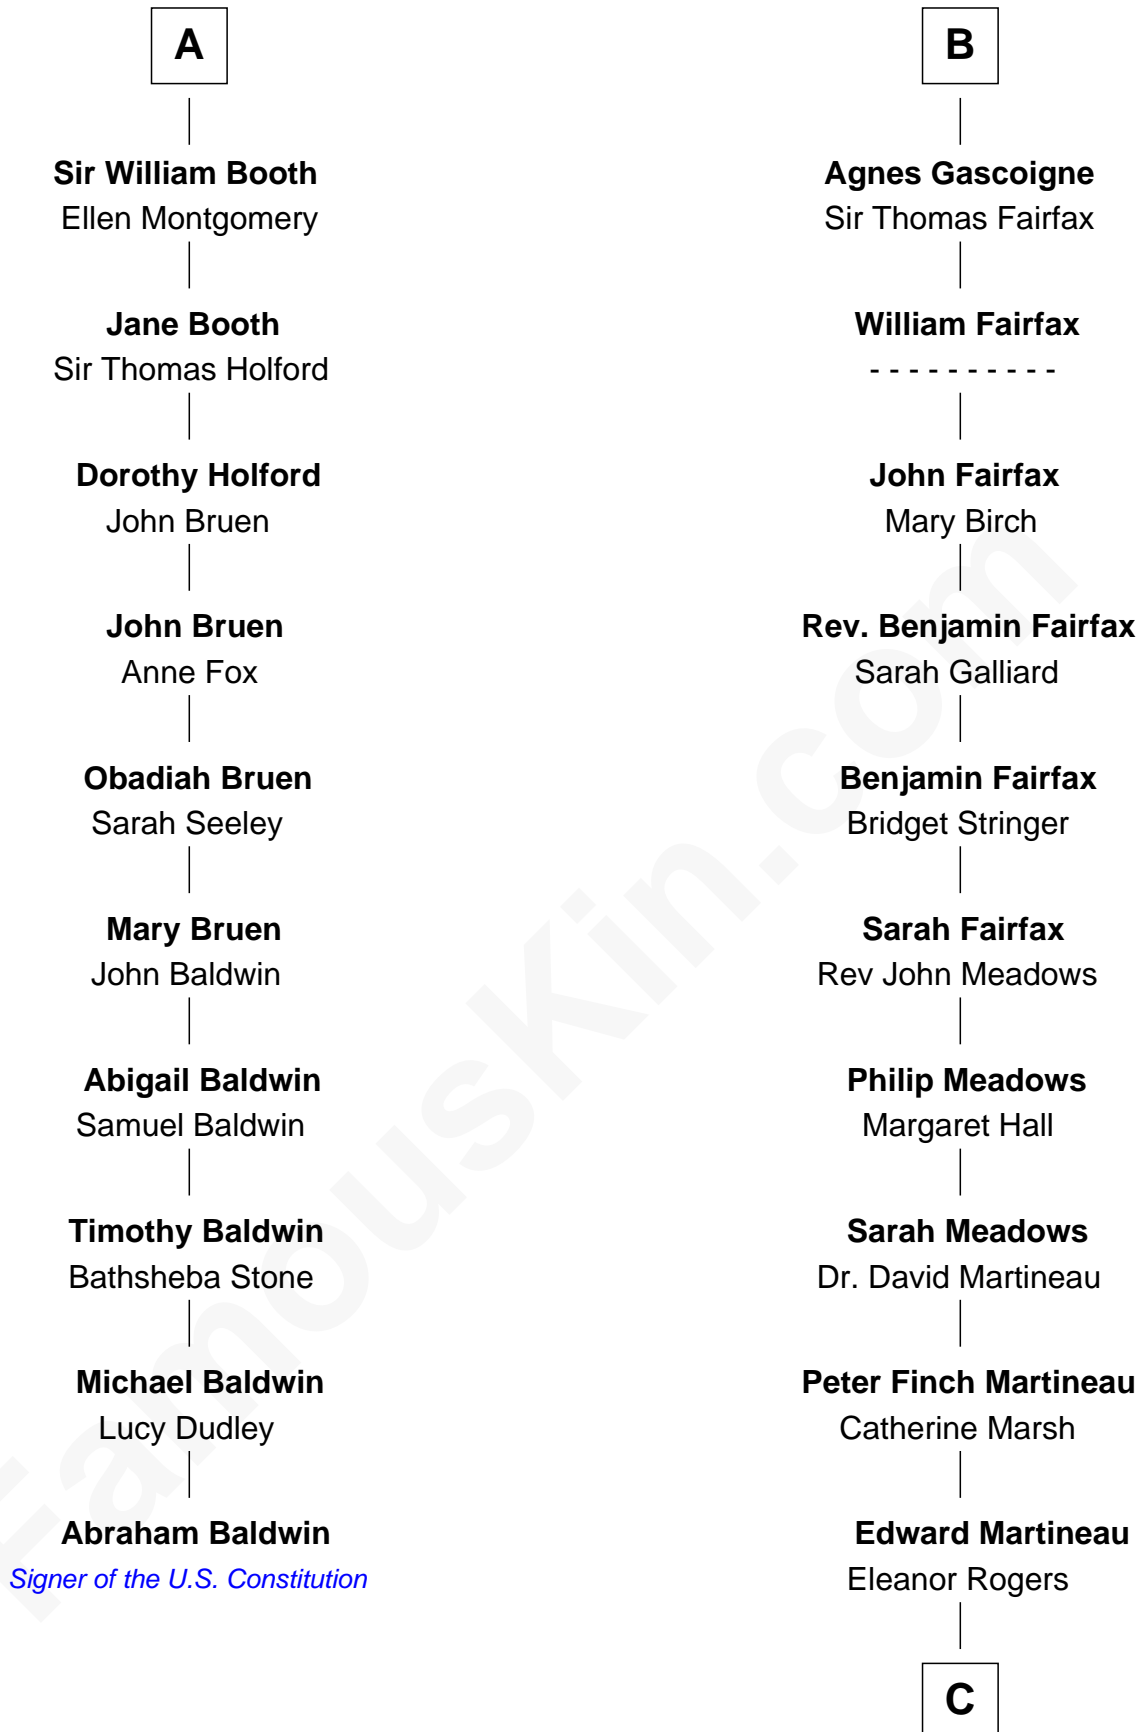 A
Sir William Booth
Ellen Montgomery
Jane Booth
Sir Thomas Holford
Dorothy Holford
John Bruen
John Bruen
Anne Fox
Obadiah Bruen
Sarah Seeley
Mary Bruen
John Baldwin
Abigail Baldwin
Samuel Baldwin
Timothy Baldwin
Bathsheba Stone
Michael Baldwin
Lucy Dudley
Abraham Baldwin
Signer of the U.S. Constitution
B
Agnes Gascoigne
Sir Thomas Fairfax
William Fairfax
- - - - - - - - - -
John Fairfax
Mary Birch
Rev. Benjamin Fairfax
Sarah Galliard
Benjamin Fairfax
Bridget Stringer
Sarah Fairfax
Rev John Meadows
Philip Meadows
Margaret Hall
Sarah Meadows
Dr. David Martineau
Peter Finch Martineau
Catherine Marsh
Edward Martineau
Eleanor Rogers
C
FamousKin.com